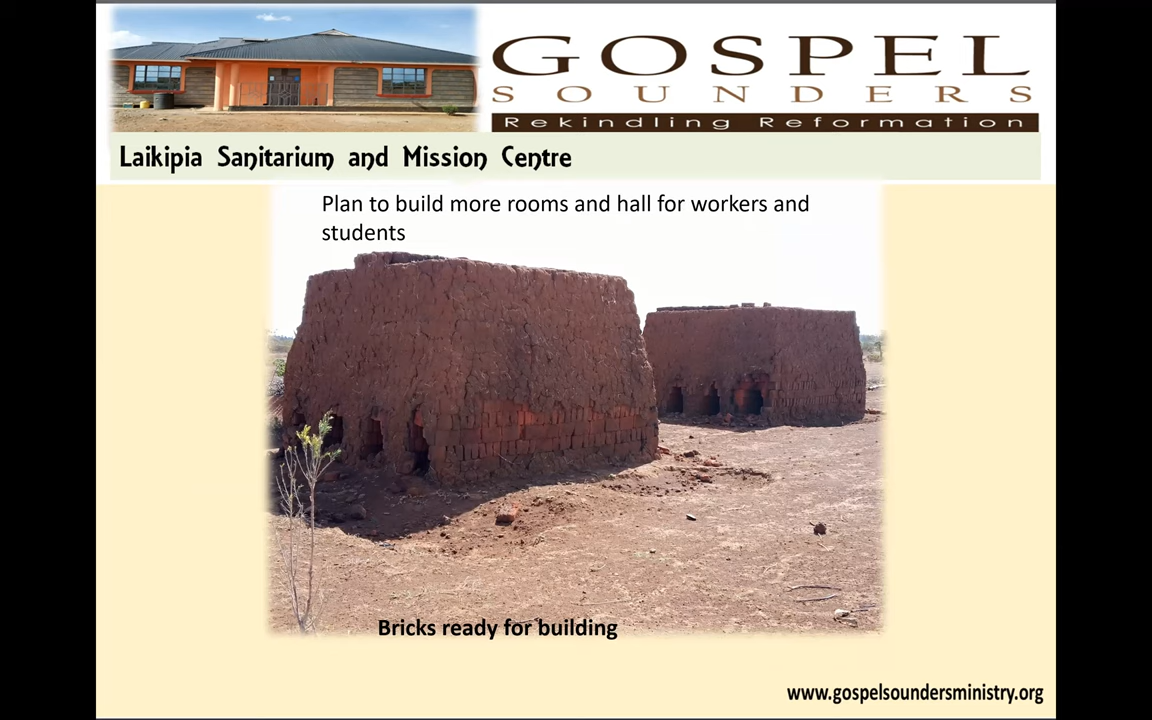 GOSPEL
SOUNDERS
Rekindling Reformation
Laikipia Sanitarium and Mission Centre
Plan to build more rooms and hall for workers and
students
Bricks ready for building
www.gospelsoundersministry.org